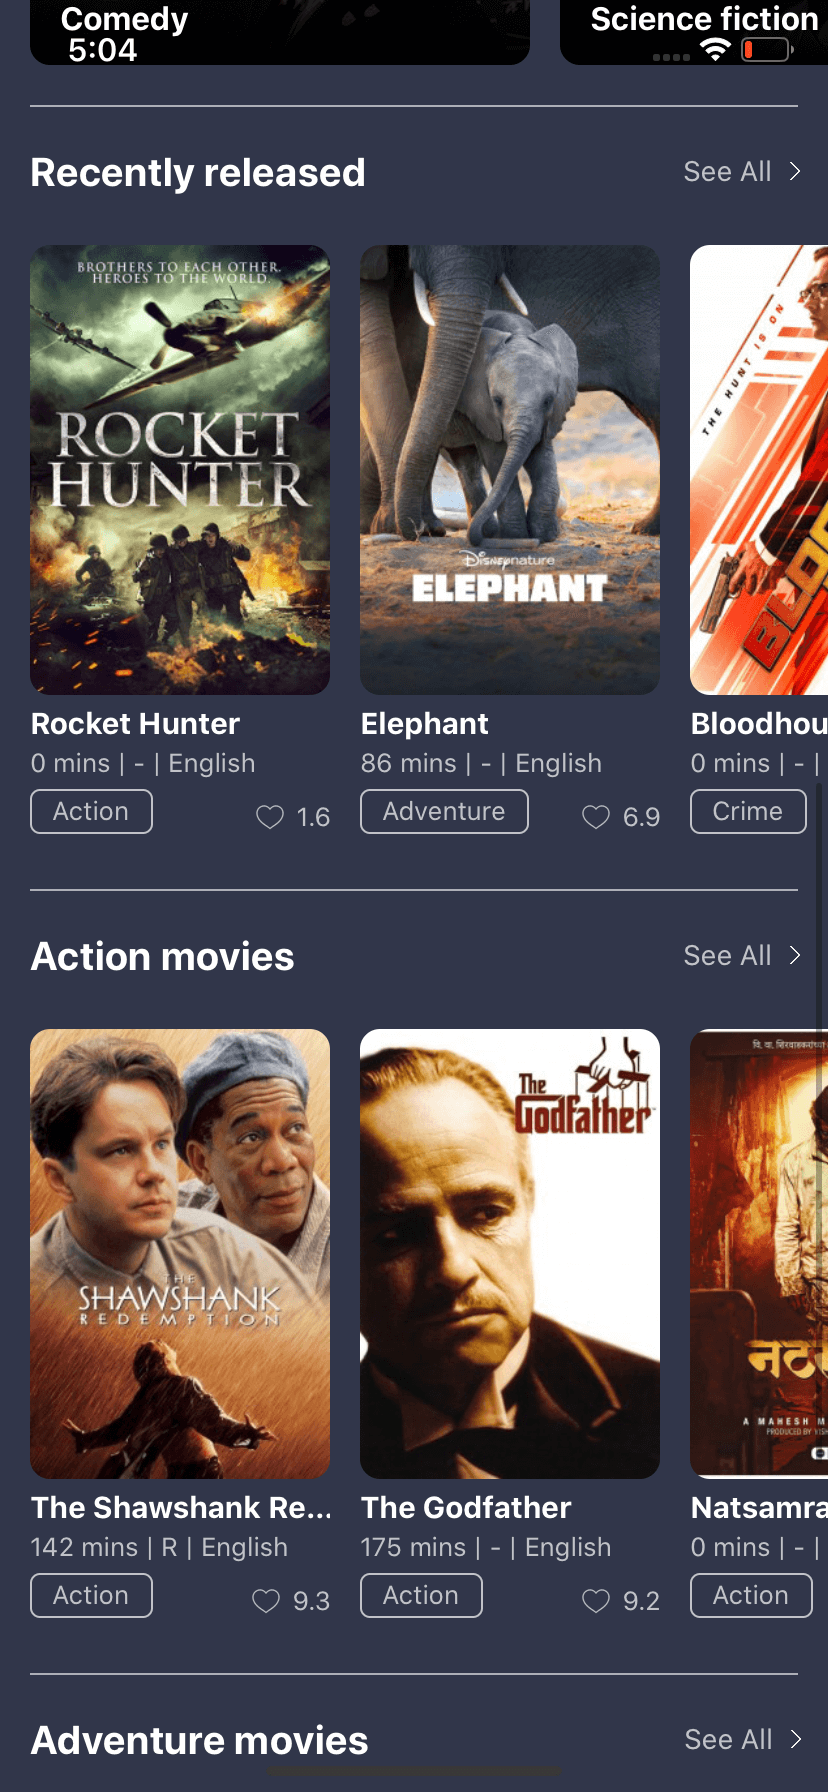 Comedy
Science fiction
5:04
Recently released
See All
BROTHERS TO EACH OTHER.
HEROES TO THE WORLD.
ROCKET
HUNTER
Disneynature
ELEPHANT
THE HUNT IS ON
Rocket Hunter
0 mins | - | English
Action
1.6
Elephant
86 mins | - | English
Adventure
6.9
Bloodhou
0 mins | - |
Crime
Action movies
See All
THE
SHAWSHANK
REDEMPTION
The
Godfather
A MAHESH M
PRODUCED BY
The Shawshank Re...
142 mins | R | English
Action
9.3
The Godfather
175 mins | - | English
Action
9.2
Natsamra
0 mins | - |
Action
Adventure movies
See All